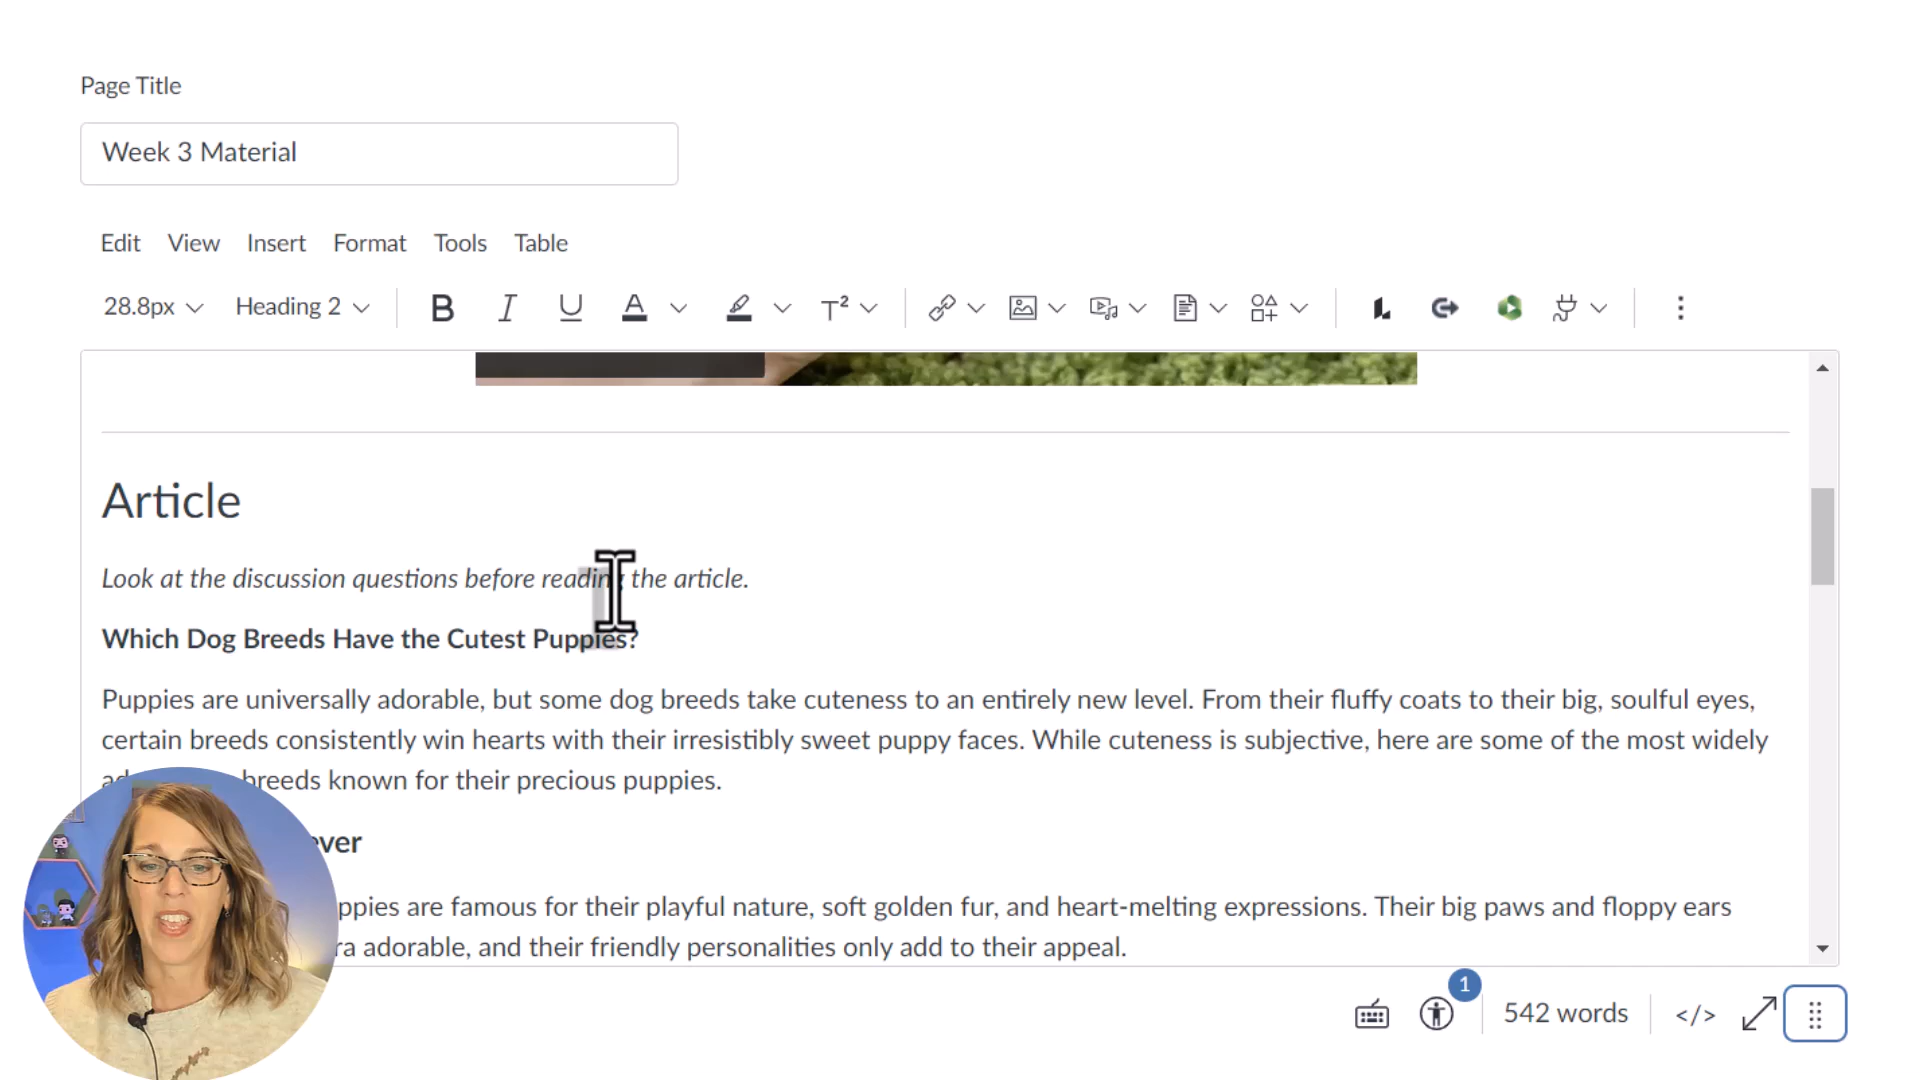 Page Title
Week 3 Material
Edit View Insert Format Tools Table
28.8px Heading 2 B I U A T²
Article
Look at the discussion questions before reading the article.
Which Dog Breeds Have the Cutest Puppies?
Puppies are universally adorable, but some dog breeds take cuteness to an entirely new level. From their fluffy coats to their big, soulful eyes,
certain breeds consistently win hearts with their irresistibly sweet puppy faces. While cuteness is subjective, here are some of the most widely
breeds known for their precious puppies.
ever
ppies are famous for their playful nature, soft golden fur, and heart-melting expressions. Their big paws and floppy ears
ra adorable, and their friendly personalities only add to their appeal.
1
542 words </>